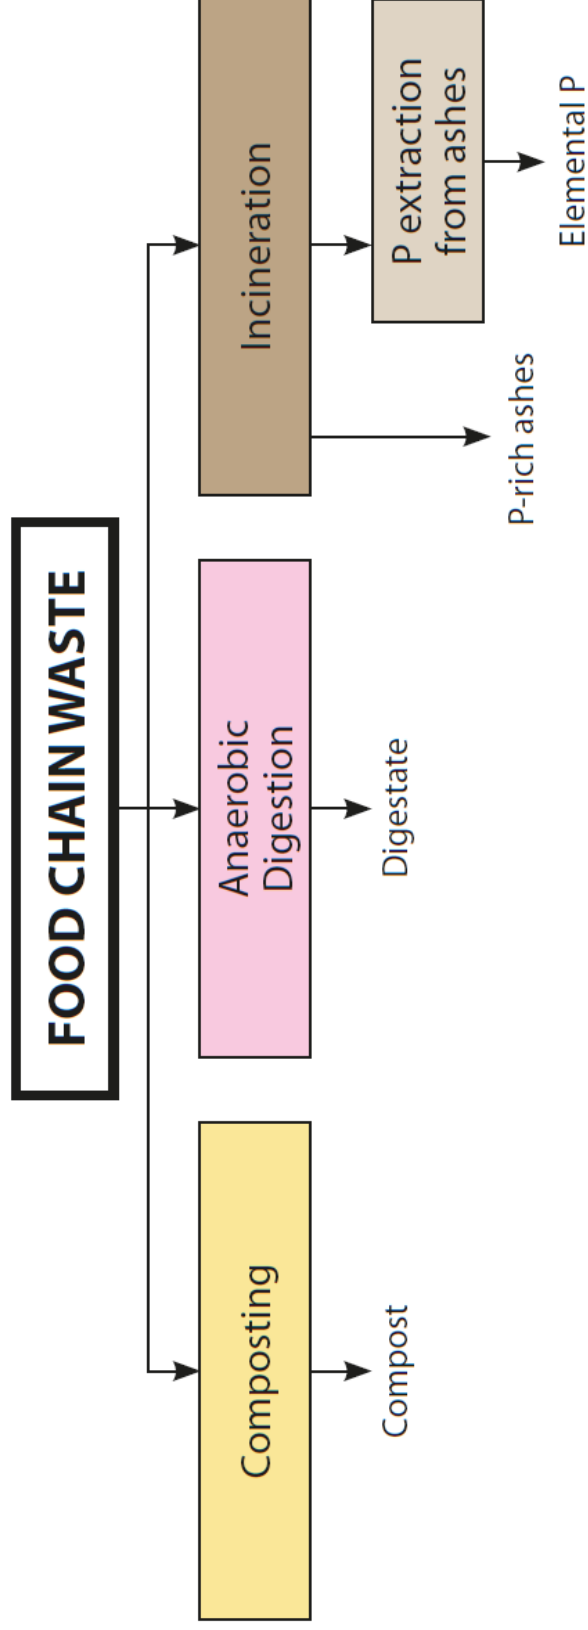 FOOD CHAIN WASTE
Composting
Anaerobic
Digestion
Incineration
P extraction
from ashes
Compost
Digestate
P-rich ashes
Elemental P